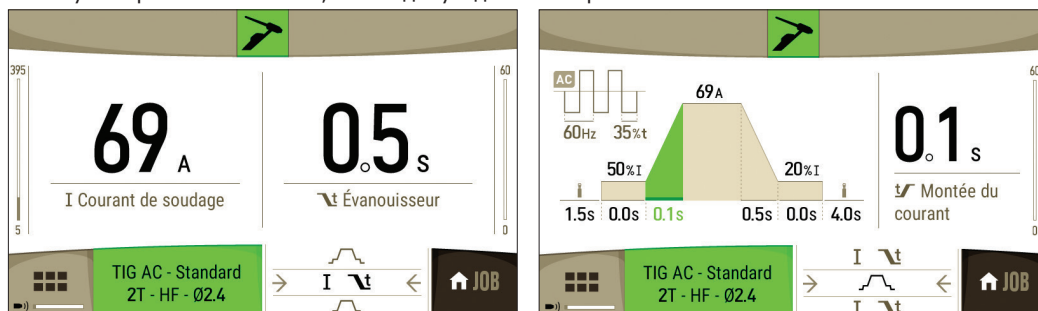 395
60
69 A
0.5 s
I Courant de soudage
t Évanouisseur
5
0
TIG AC - Standard
2T - HF - Ø2.4
I t
JOB
AC
60Hz 35%t
69A
50%I
20%I
1.5s 0.0s 0.1s 0.5s 0.0s 4.0s
60
0.1 s
t Montée du
courant
0
TIG AC - Standard
2T - HF - Ø2.4
I t
I t
JOB